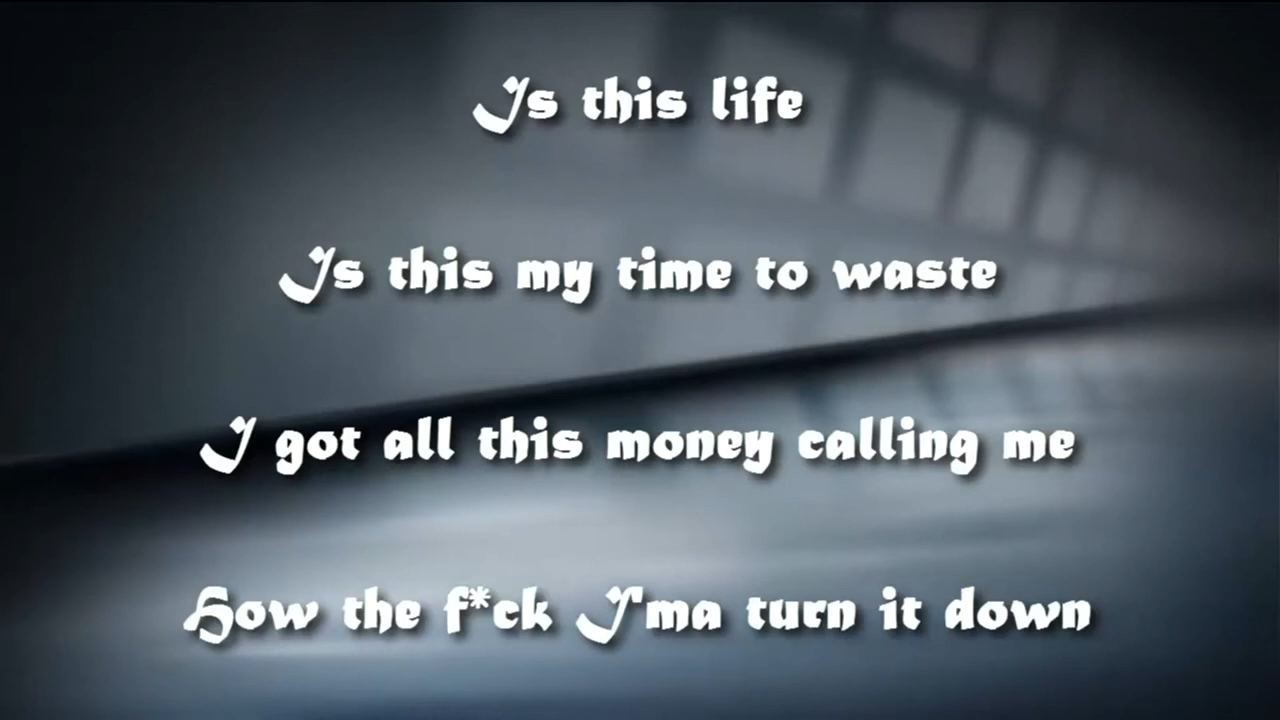 Is this life
Is this my time to waste
I got all this money calling me
How the f*ck I'ma turn it down